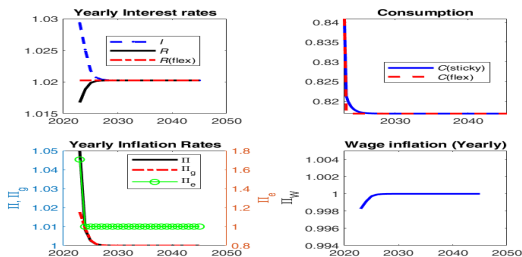 Yearly Interest rates
1.03
1.025
1.02
1.015
2020
2030
2040
2050
I
R
R(flex)
Consumption
0.84
0.835
0.83
0.825
0.82
2030
2040
2050
C(sticky)
C(flex)
Yearly Inflation Rates
1.05
1.04
1.03
1.02
1.01
1
2020
2030
2040
2050
Π, Π_g
1.8
1.6
1.4
1.2
1
0.8
Π_e
Π
Π_g
Π_e
Wage inflation (Yearly)
1.004
1.002
1
0.998
0.996
0.994
2020
2030
2040
2050
Π_W